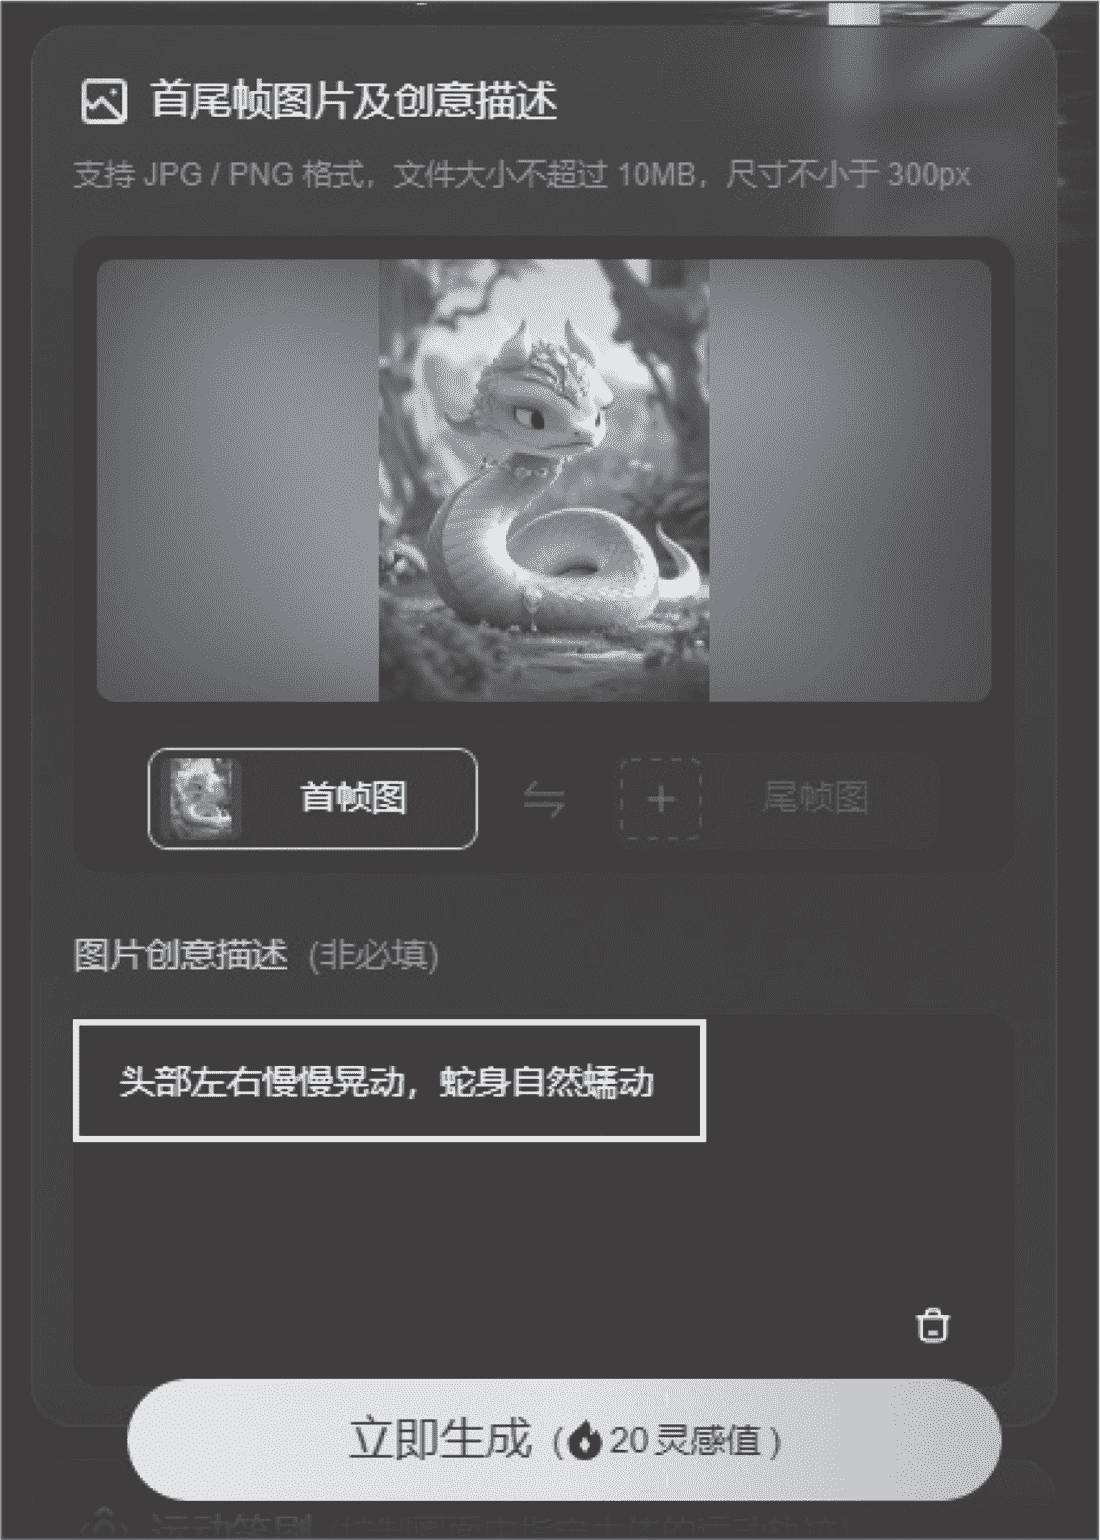 首尾帧图片及创意描述
支持 JPG / PNG 格式，文件大小不超过 10MB，尺寸不小于 300px
首帧图
尾帧图
图片创意描述 (非必填)
头部左右慢慢晃动，蛇身自然蠕动
立即生成 (20 灵感值)